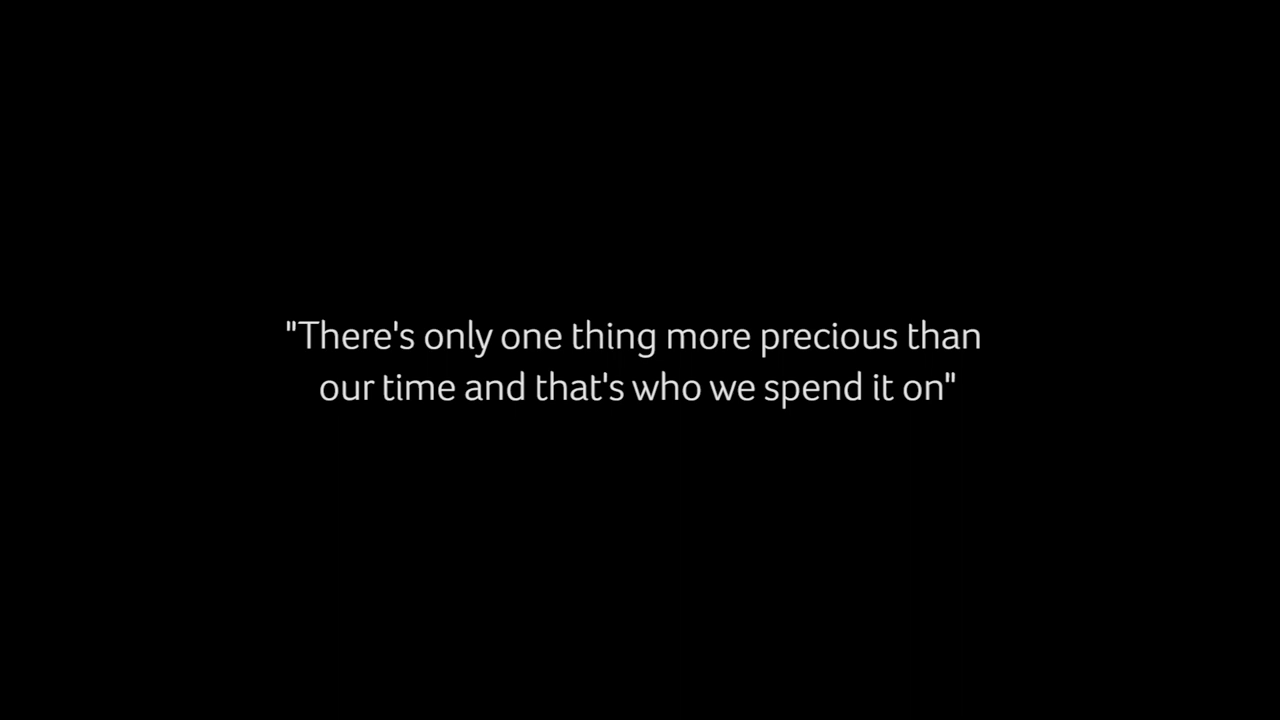 "There's only one thing more precious than
our time and that's who we spend it on"